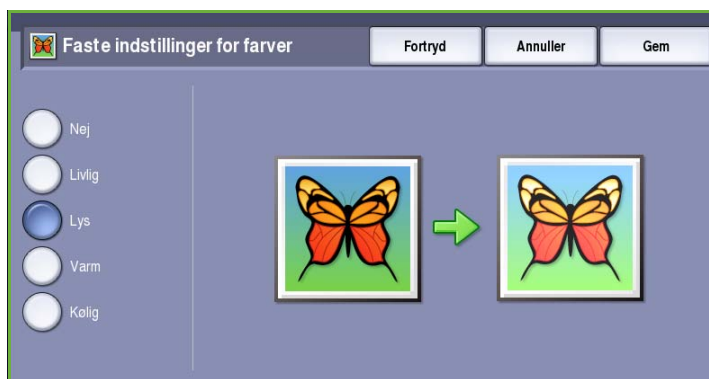 Faste indstillinger for farver
Fortryd
Annuller
Gem
Nej
Livlig
Lys
Varm
Kølig